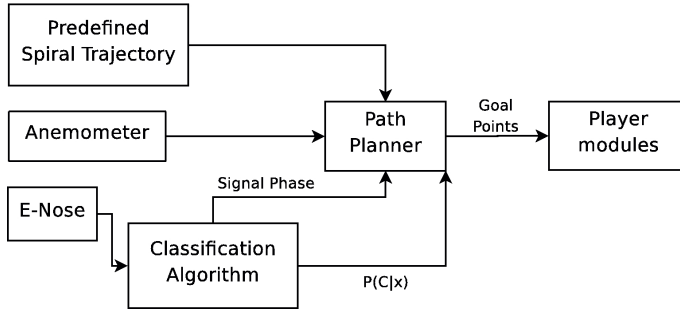 Predefined
Spiral Trajectory
Anemometer
E-Nose
Classification
Algorithm
Signal Phase
P(C|x)
Path
Planner
Goal
Points
Player
modules